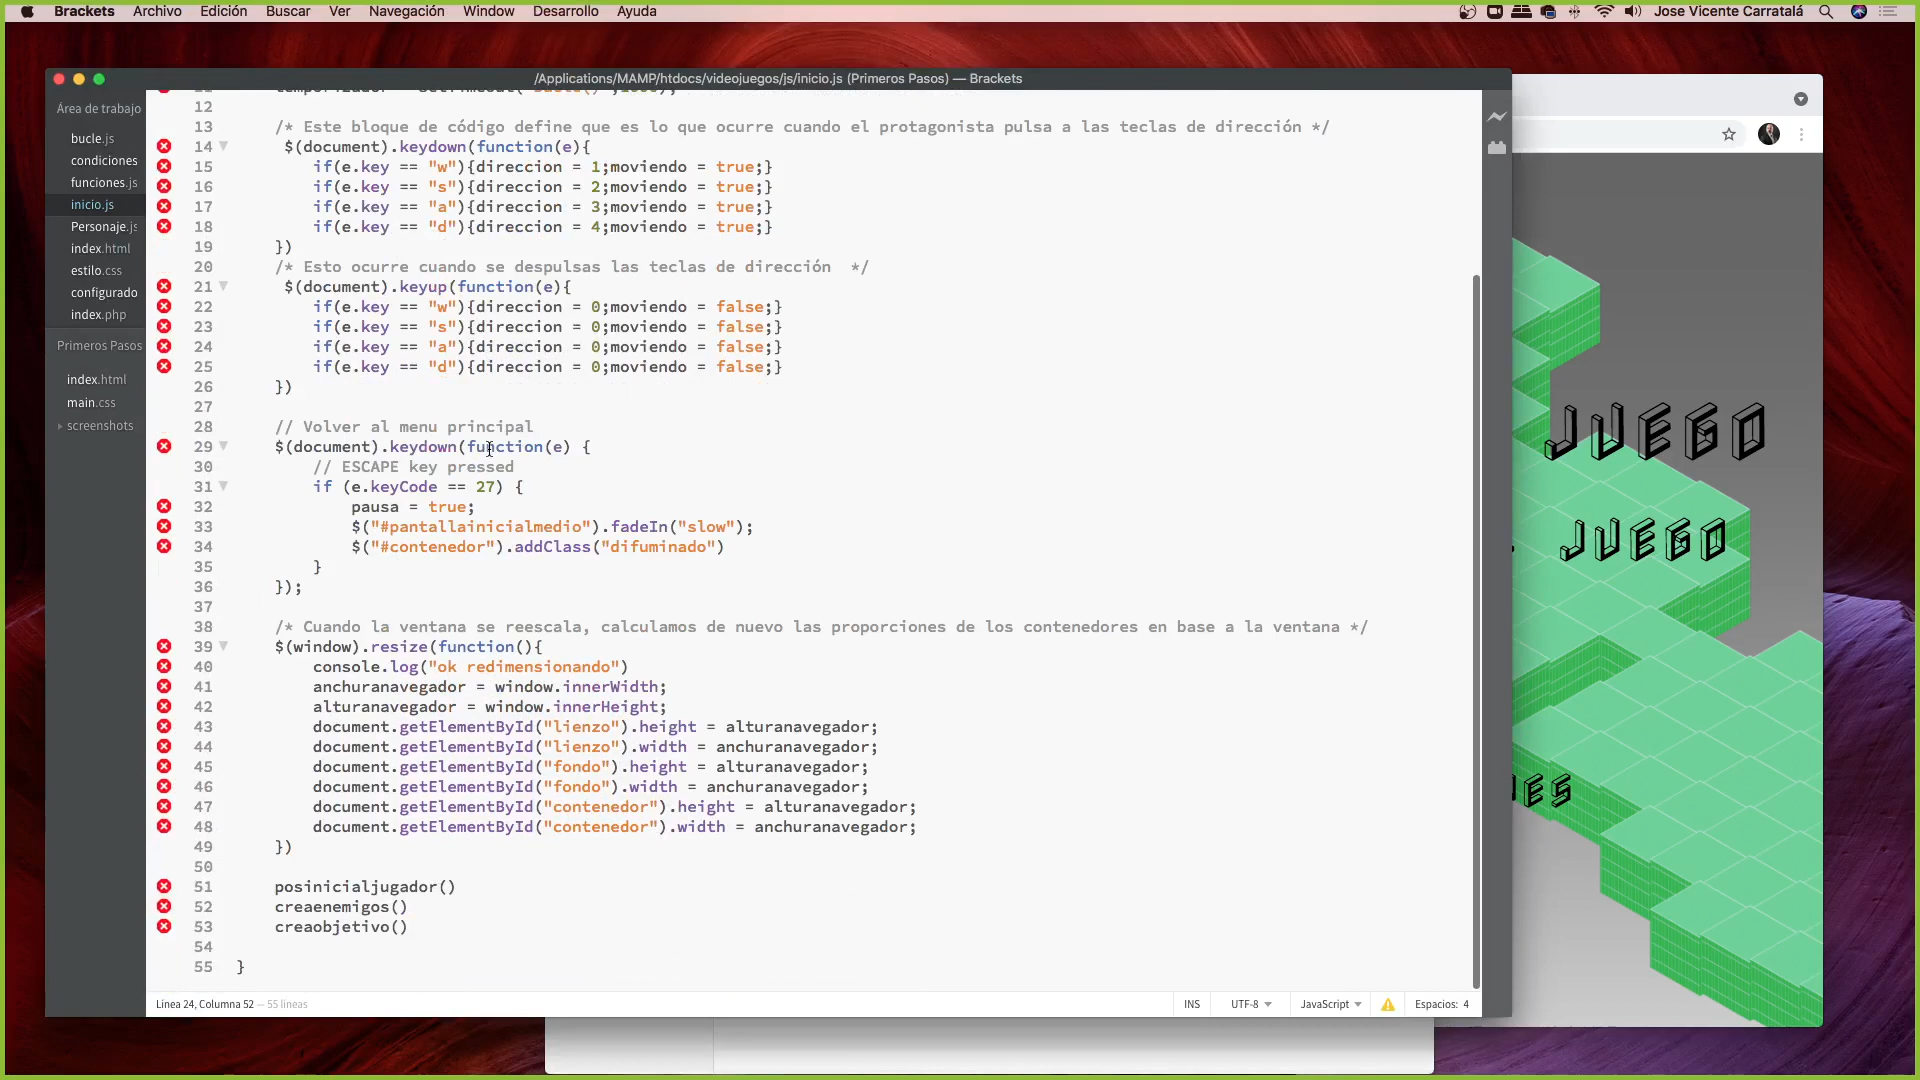 Brackets Archivo Edición Buscar Ver Navegación Window Desarrollo Ayuda
Jose Vicente Carratalá
/Applications/MAMP/htdocs/videojuegos/js/inicio.js (Primeros Pasos) — Brackets
Área de trabajo
bucle.js
condiciones
funciones.js
inicio.js
Personaje.js
index.html
estilo.css
configurado
index.php
Primeros Pasos
index.html
main.css
screenshots
12
13 /* Este bloque de código define que es lo que ocurre cuando el protagonista pulsa a las teclas de dirección */
14 $(document).keydown(function(e){
15 if(e.key == "w"){direccion = 1;moviendo = true;}
16 if(e.key == "s"){direccion = 2;moviendo = true;}
17 if(e.key == "a"){direccion = 3;moviendo = true;}
18 if(e.key == "d"){direccion = 4;moviendo = true;}
19 })
20 /* Esto ocurre cuando se despulsas las teclas de dirección */
21 $(document).keyup(function(e){
22 if(e.key == "w"){direccion = 0;moviendo = false;}
23 if(e.key == "s"){direccion = 0;moviendo = false;}
24 if(e.key == "a"){direccion = 0;moviendo = false;}
25 if(e.key == "d"){direccion = 0;moviendo = false;}
26 })
27
28 // Volver al menu principal
29 $(document).keydown(function(e) {
30 // ESCAPE key pressed
31 if (e.keyCode == 27) {
32 pausa = true;
33 $("#pantallainicialmedio").fadeIn("slow");
34 $("#contenedor").addClass("difuminado")
35 }
36 });
37
38 /* Cuando la ventana se reescala, calculamos de nuevo las proporciones de los contenedores en base a la ventana */
39 $(window).resize(function(){
40 console.log("ok redimensionando")
41 anchuranavegador = window.innerWidth;
42 alturanavegador = window.innerHeight;
43 document.getElementById("lienzo").height = alturanavegador;
44 document.getElementById("lienzo").width = anchuranavegador;
45 document.getElementById("fondo").height = alturanavegador;
46 document.getElementById("fondo").width = anchuranavegador;
47 document.getElementById("contenedor").height = alturanavegador;
48 document.getElementById("contenedor").width = anchuranavegador;
49 })
50
51 posinicialjugador()
52 creaenemigos()
53 creaobjetivo()
54
55 }
Línea 24, Columna 52 — 55 líneas
INS UTF-8 JavaScript Espacios: 4
JUEGO
JUEGO